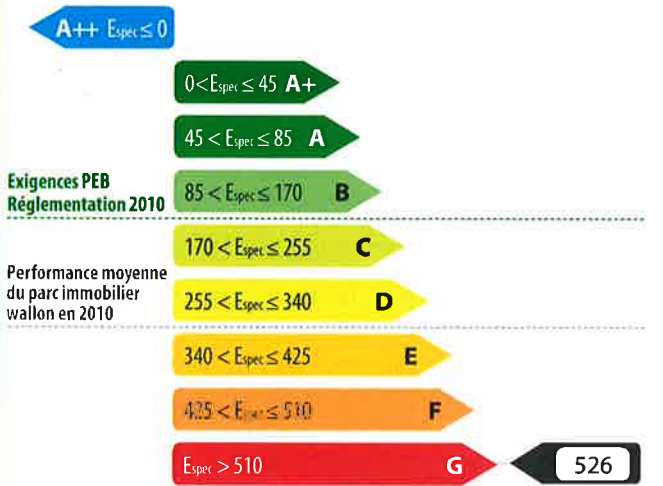 A++ Espec ≤ 0
0 < Espec ≤ 45 A+
45 < Espec ≤ 85 A
Exigences PEB
Réglementation 2010
85 < Espec ≤ 170 B
170 < Espec ≤ 255 C
Performance moyenne
du parc immobilier
wallon en 2010
255 < Espec ≤ 340 D
340 < Espec ≤ 425 E
425 < Espec ≤ 510 F
Espec > 510 G
526